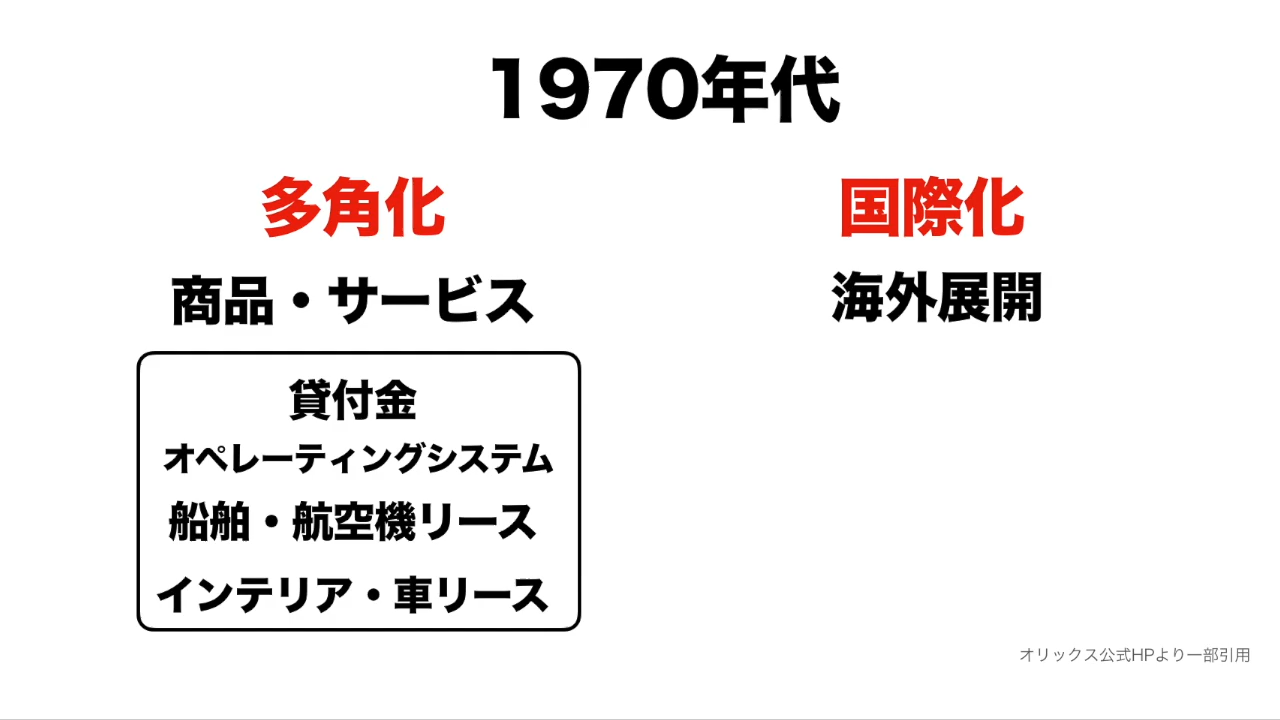 1970年代
多角化
商品・サービス
貸付金
オペレーティングシステム
船舶・航空機リース
インテリア・車リース
国際化
海外展開
オリックス公式HPより一部引用